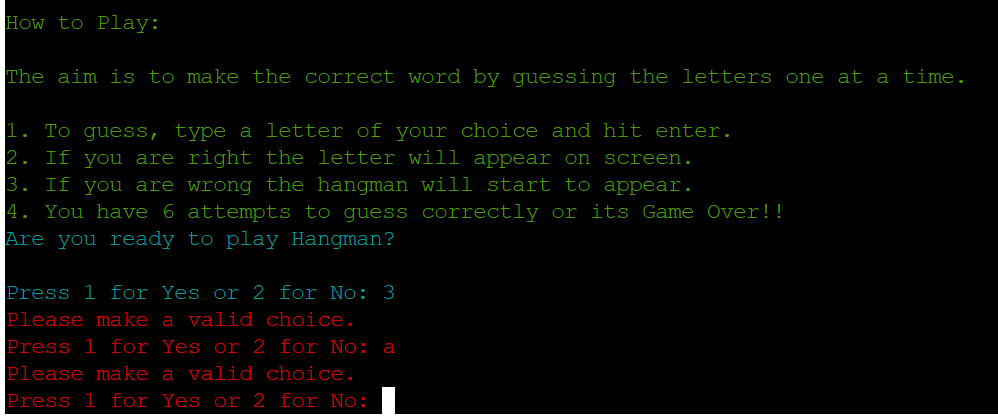 How to Play:
The aim is to make the correct word by guessing the letters one at a time.
1. To guess, type a letter of your choice and hit enter.
2. If you are right the letter will appear on screen.
3. If you are wrong the hangman will start to appear.
4. You have 6 attempts to guess correctly or its Game Over!!
Are you ready to play Hangman?
Press 1 for Yes or 2 for No: 3
Please make a valid choice.
Press 1 for Yes or 2 for No: a
Please make a valid choice.
Press 1 for Yes or 2 for No: